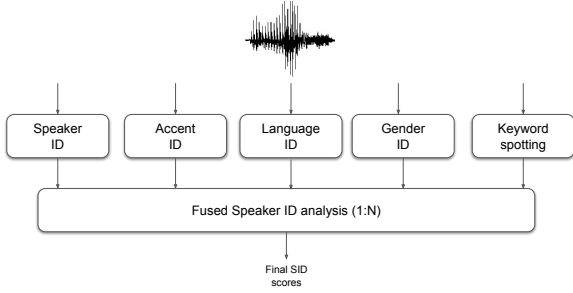 Speaker
ID
Accent
ID
Language
ID
Gender
ID
Keyword
spotting
Fused Speaker ID analysis (1:N)
Final SID
scores